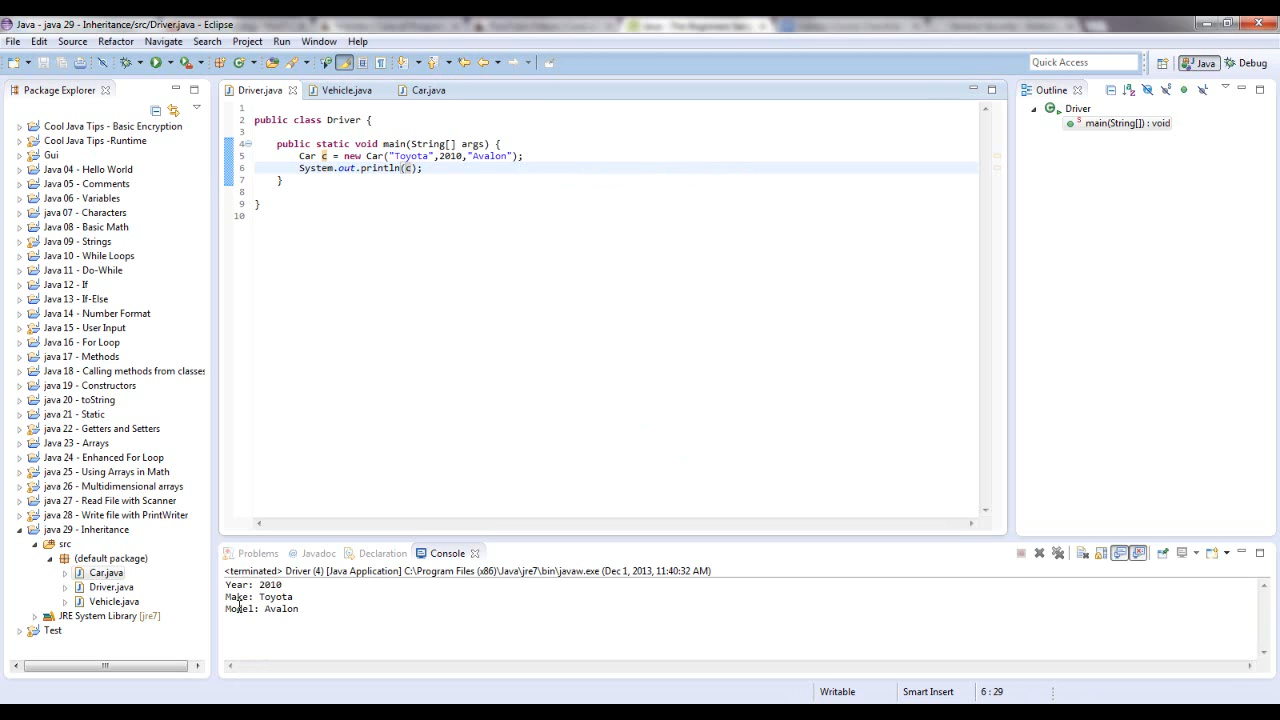 Java - java 29 - Inheritance/src/Driver.java - Eclipse
File Edit Source Refactor Navigate Search Project Run Window Help
Quick Access
Java
Debug
Package Explorer
Cool Java Tips - Basic Encryption
Cool Java Tips -Runtime
Gui
Java 04 - Hello World
Java 05 - Comments
Java 06 - Variables
java 07 - Characters
Java 08 - Basic Math
Java 09 - Strings
Java 10 - While Loops
Java 11 - Do-While
Java 12 - If
Java 13 - If-Else
Java 14 - Number Format
Java 15 - User Input
Java 16 - For Loop
java 17 - Methods
Java 18 - Calling methods from classes
java 19 - Constructors
java 20 - toString
java 21 - Static
java 22 - Getters and Setters
Java 23 - Arrays
Java 24 - Enhanced For Loop
java 25 - Using Arrays in Math
java 26 - Multidimensional arrays
java 27 - Read File with Scanner
java 28 - Write file with PrintWriter
java 29 - Inheritance
src
(default package)
Car.java
Driver.java
Vehicle.java
JRE System Library [jre7]
Test
Driver.java Vehicle.java Car.java
1
2 public class Driver {
3
4 public static void main(String[] args) {
5 Car c = new Car("Toyota",2010,"Avalon");
6 System.out.println(c);
7 }
8
9 }
10
Outline
Driver
main(String[]) : void
Problems Javadoc Declaration Console
<terminated> Driver (4) [Java Application] C:\Program Files (x86)\Java\jre7\bin\javaw.exe (Dec 1, 2013, 11:40:32 AM)
Year: 2010
Make: Toyota
Model: Avalon
Writable Smart Insert 6 : 29